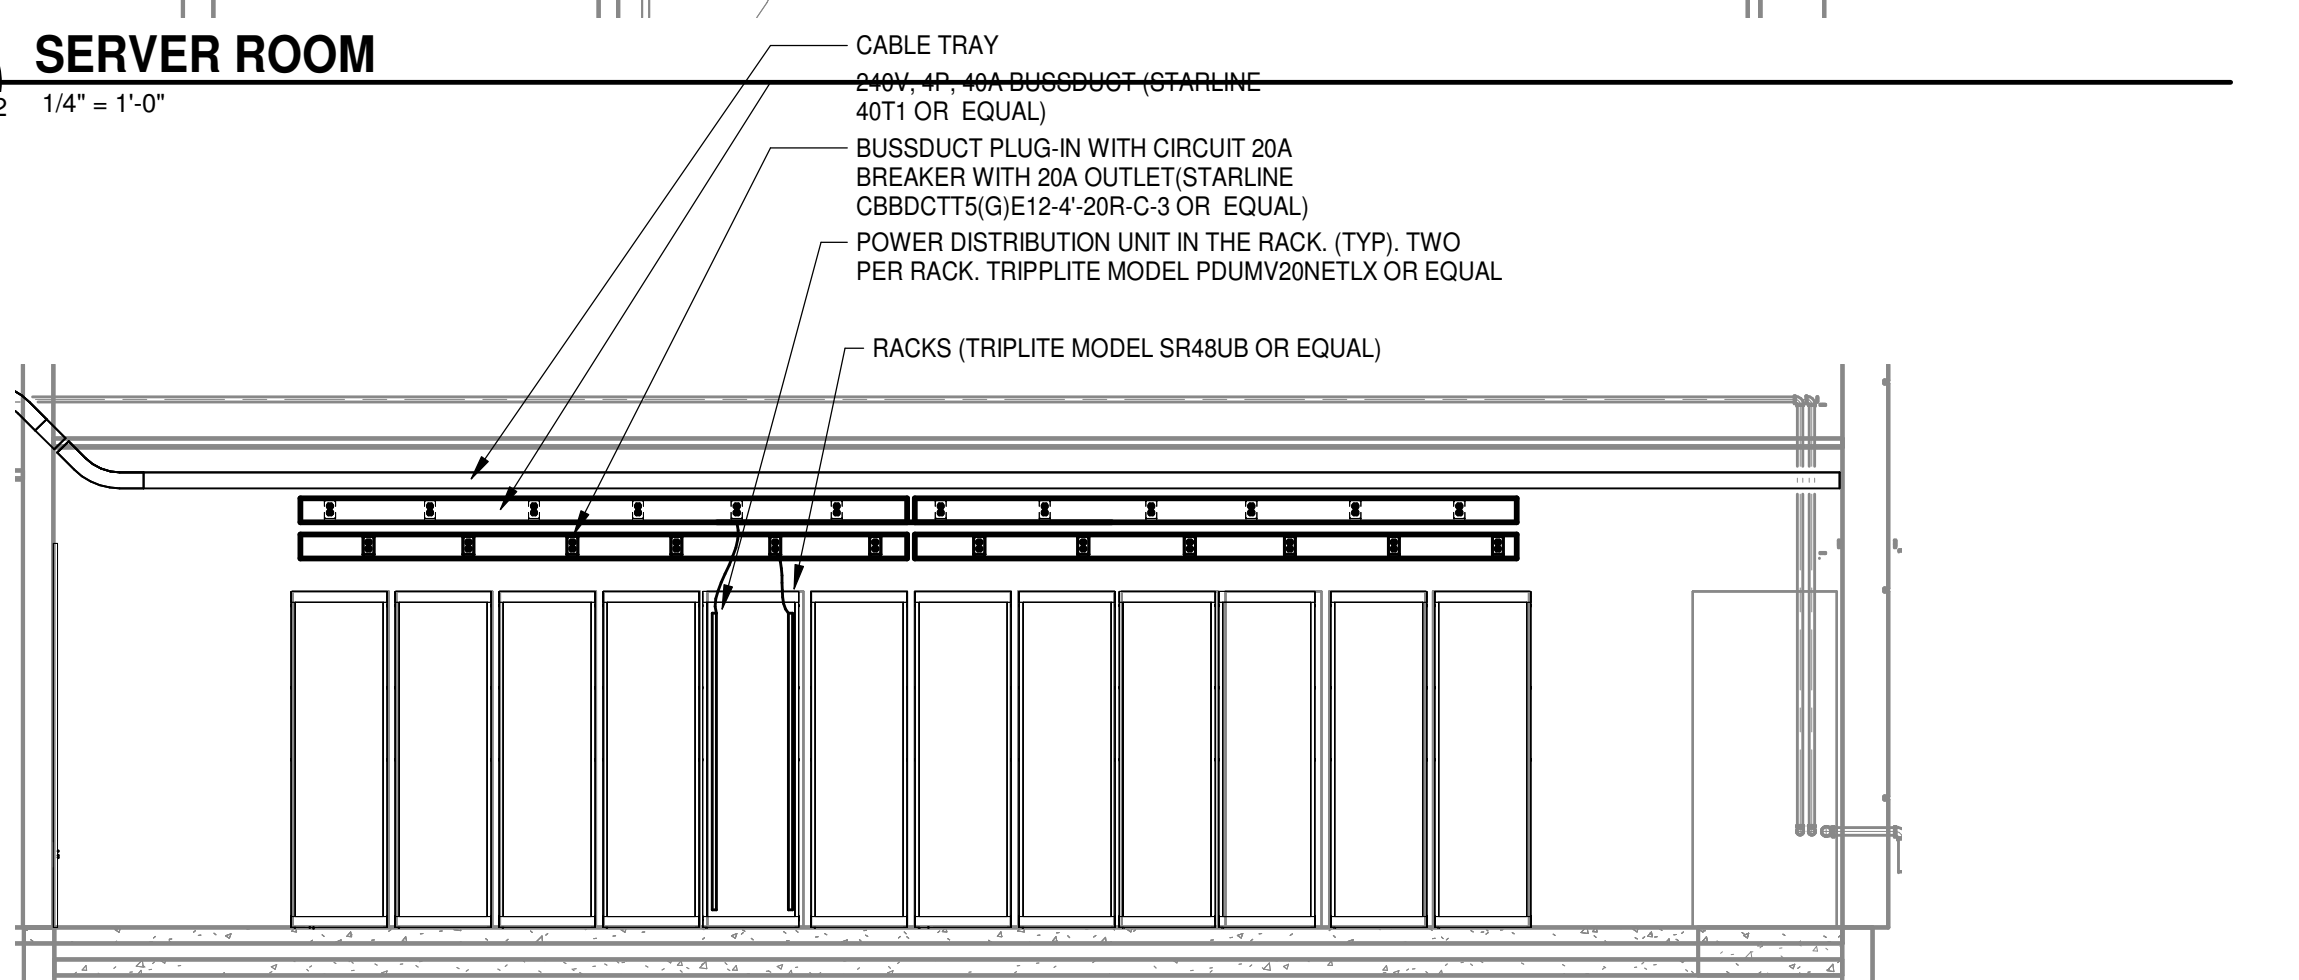 SERVER ROOM
2
1/4" = 1'-0"
CABLE TRAY
240V, 4P, 40A BUSSDUCT (STARLINE
40T1 OR EQUAL)
BUSSDUCT PLUG-IN WITH CIRCUIT 20A
BREAKER WITH 20A OUTLET(STARLINE
CBBDCTT5(G)E12-4'-20R-C-3 OR EQUAL)
POWER DISTRIBUTION UNIT IN THE RACK. (TYP). TWO
PER RACK. TRIPPLITE MODEL PDUMV20NETLX OR EQUAL
RACKS (TRIPLITE MODEL SR48UB OR EQUAL)